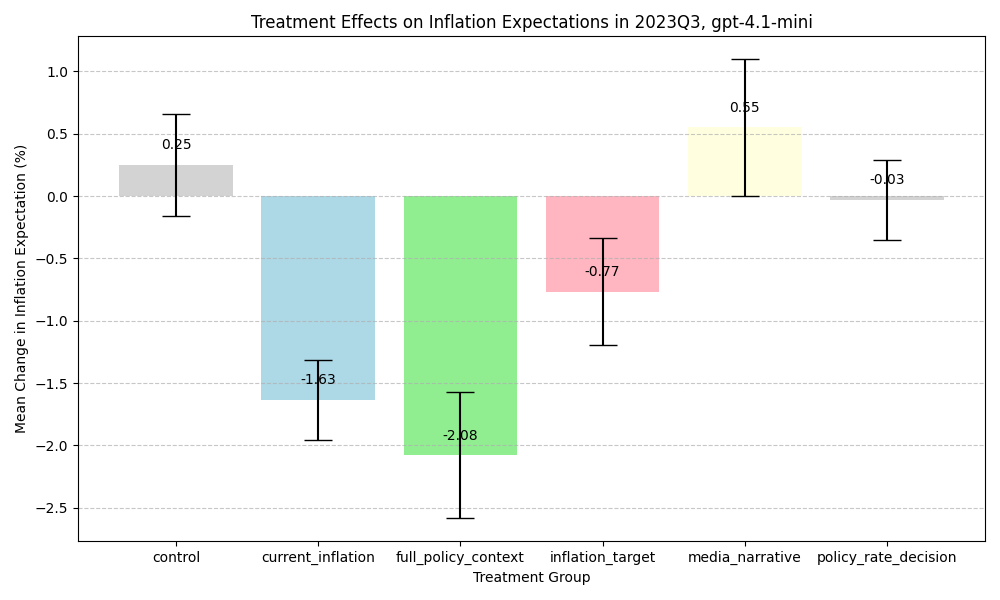 Treatment Effects on Inflation Expectations in 2023Q3, gpt-4.1-mini
Mean Change in Inflation Expectation (%)
1.0
0.5
0.0
−0.5
−1.0
−1.5
−2.0
−2.5
0.25
-1.63
-2.08
-0.77
0.55
-0.03
control
current_inflation
full_policy_context
inflation_target
media_narrative
policy_rate_decision
Treatment Group